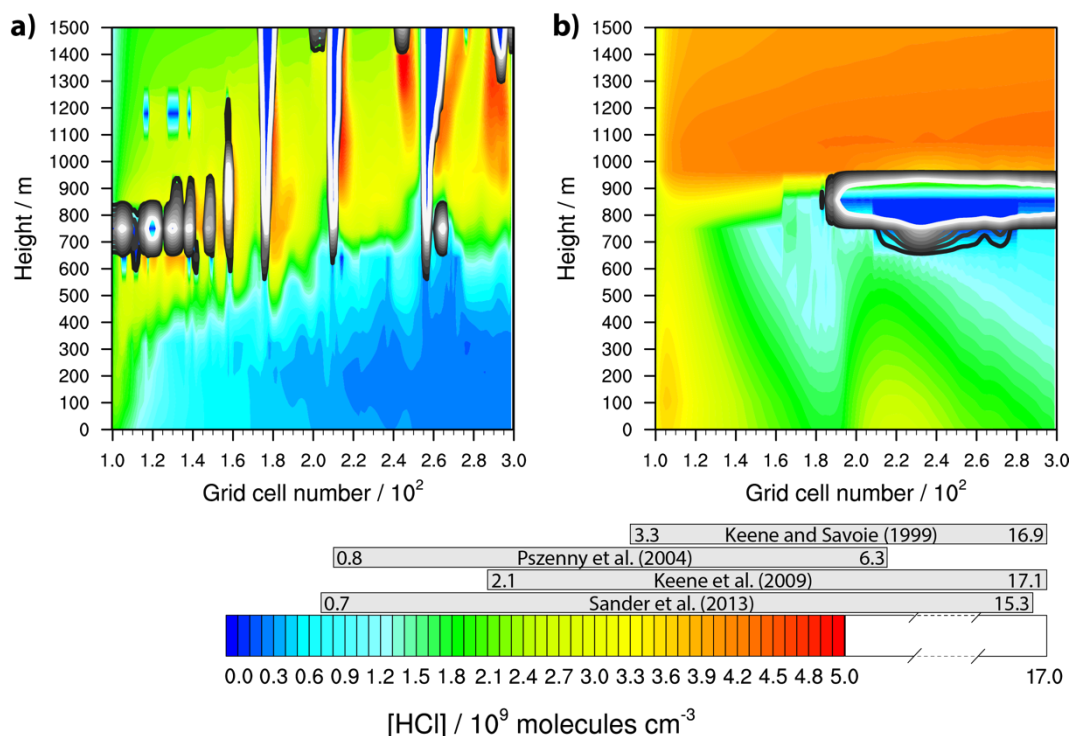 a)
b)
1500
1400
1300
1200
1100
1000
900
800
700
600
500
400
300
200
100
0
Height / m
1.0 1.2 1.4 1.6 1.8 2.0 2.2 2.4 2.6 2.8 3.0
Grid cell number / 10²
1500
1400
1300
1200
1100
1000
900
800
700
600
500
400
300
200
100
0
Height / m
1.0 1.2 1.4 1.6 1.8 2.0 2.2 2.4 2.6 2.8 3.0
Grid cell number / 10²
3.3 Keene and Savoie (1999) 16.9
0.8 Pszenny et al. (2004) 6.3
2.1 Keene et al. (2009) 17.1
0.7 Sander et al. (2013) 15.3
0.0 0.3 0.6 0.9 1.2 1.5 1.8 2.1 2.4 2.7 3.0 3.3 3.6 3.9 4.2 4.5 4.8 5.0 17.0
[HCl] / 10⁹ molecules cm⁻³